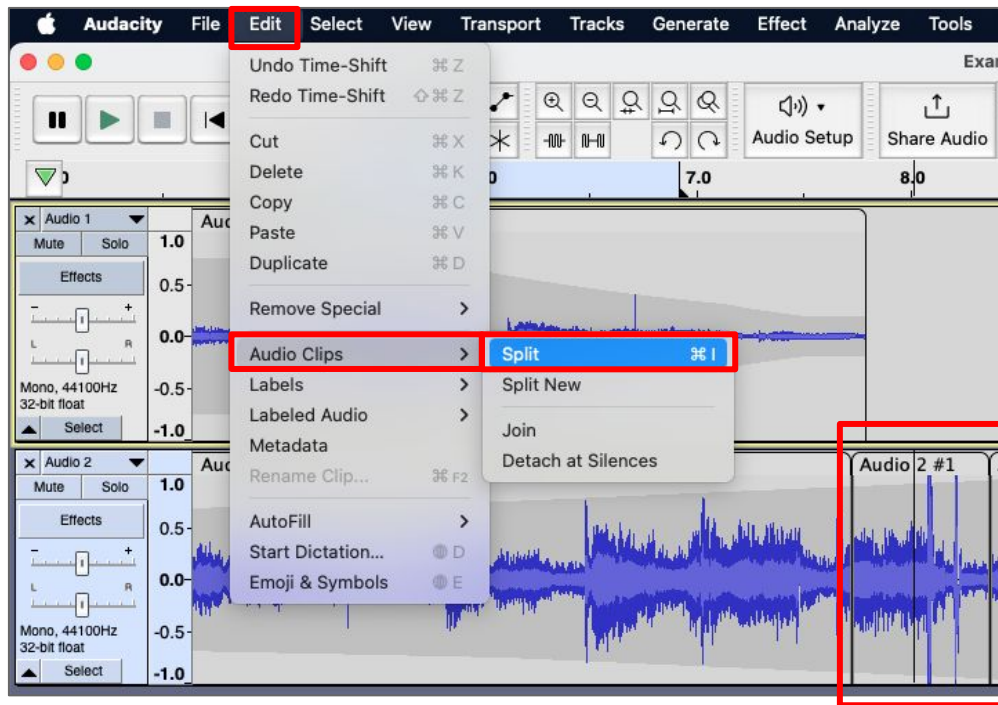 Audacity File Edit Select View Transport Tracks Generate Effect Analyze Tools
Undo Time-Shift ⌘ Z
Redo Time-Shift ⇧ ⌘ Z
Cut ⌘ X
Delete ⌘ K
Copy ⌘ C
Paste ⌘ V
Duplicate ⌘ D
Remove Special >
Audio Clips >
Labels >
Labeled Audio >
Metadata
Rename Clip... ⌘ F2
AutoFill >
Start Dictation... D
Emoji & Symbols E
Split ⌘ I
Split New
Join
Detach at Silences
Audio Setup
Share Audio
7.0 8.0
x Audio 1
Mute Solo
Effects
- +
L R
Mono, 44100Hz
32-bit float
Select
1.0
0.5-
0.0-
-0.5-
-1.0
x Audio 2
Mute Solo
Effects
- +
L R
Mono, 44100Hz
32-bit float
Select
1.0
0.5-
0.0-
-0.5-
-1.0
Audio 2 #1